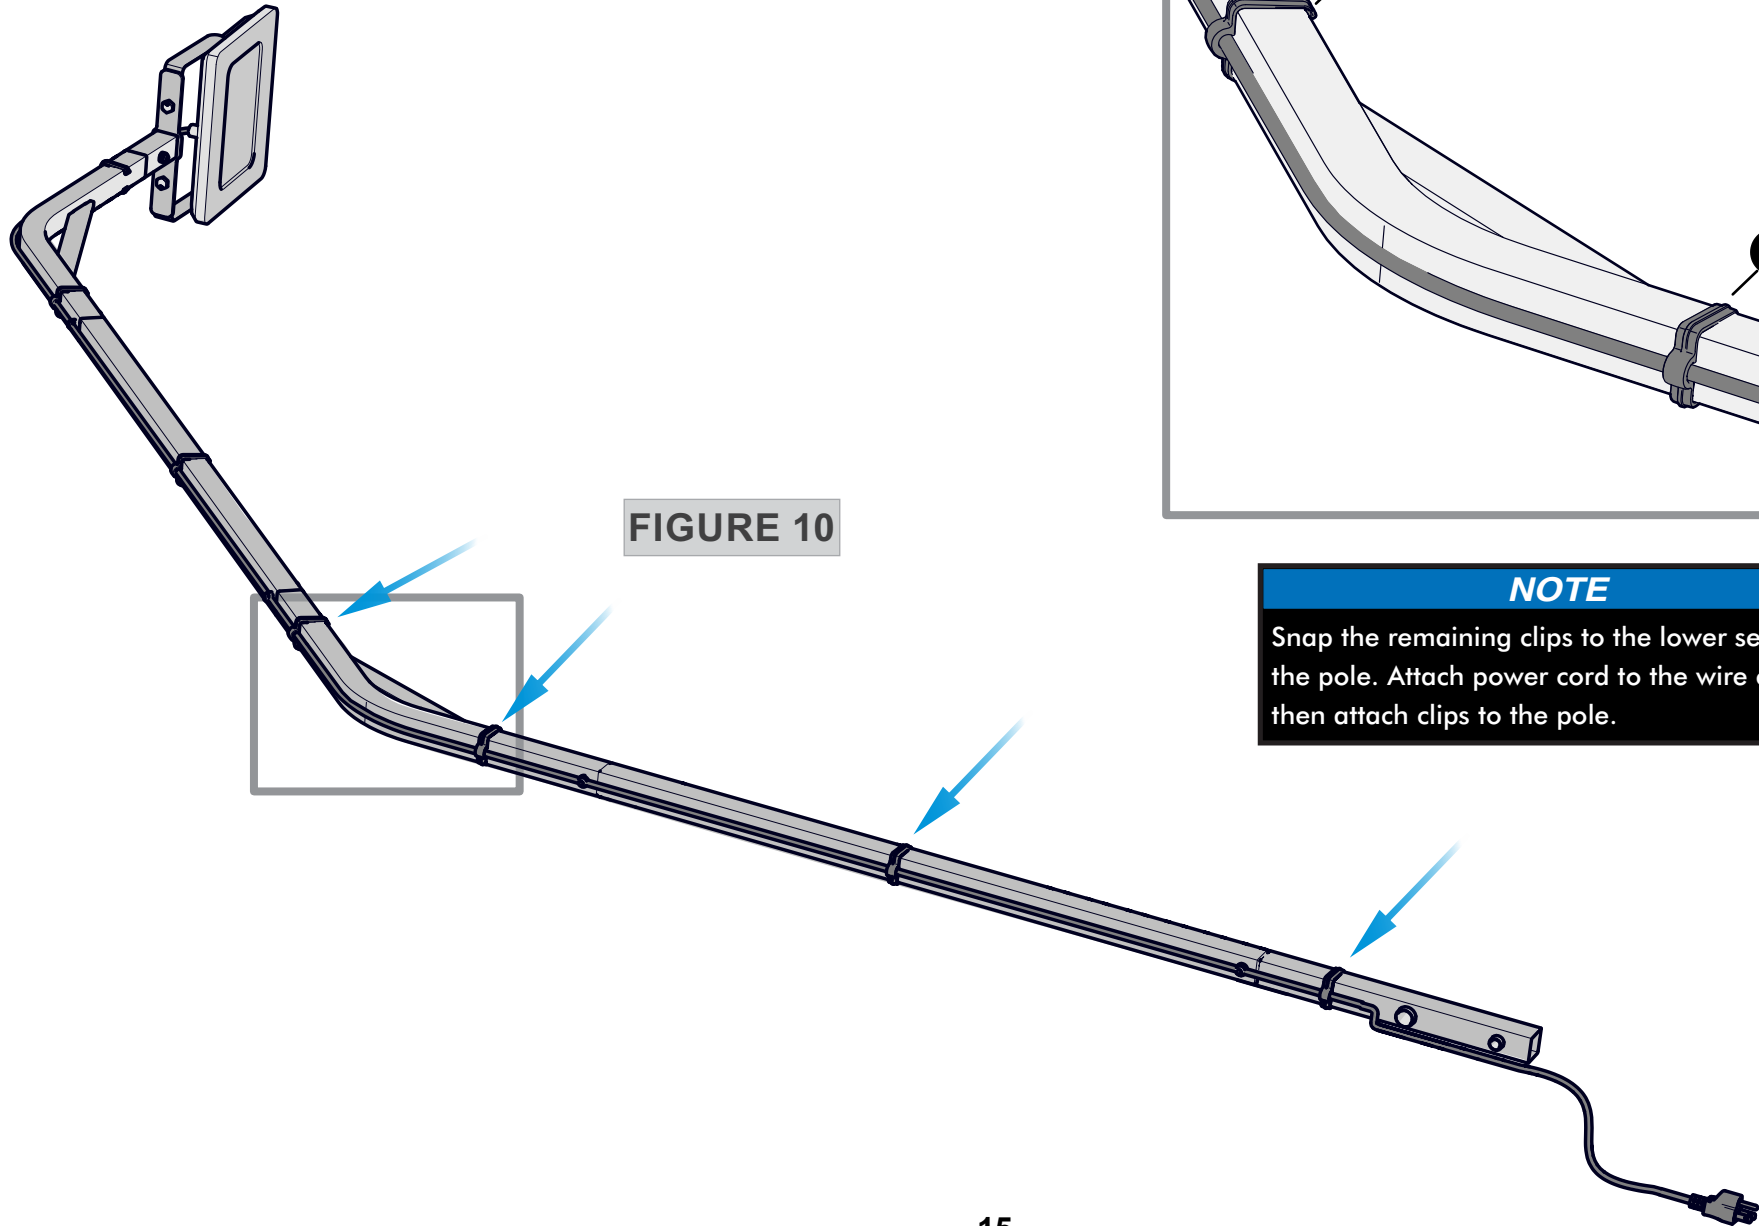 FIGURE 10
NOTE
Snap the remaining clips to the lower
the pole. Attach power cord to the wire
then attach clips to the pole.
15